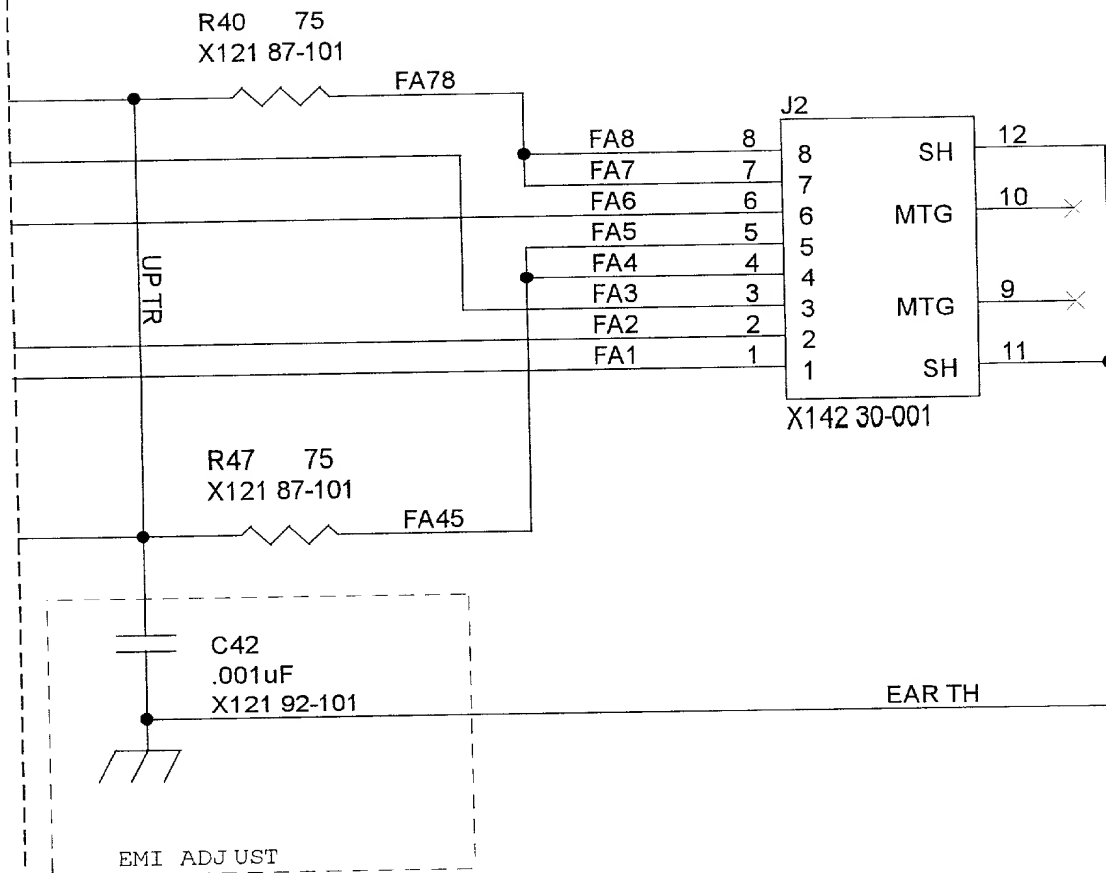 R40 75
X121 87-101
FA78
J2
FA8 8 8 SH 12
FA7 7 7
FA6 6 6 MTG 10
FA5 5 5
FA4 4 4
FA3 3 3 MTG 9
FA2 2 2
FA1 1 1 SH 11
X142 30-001
UPTR
R47 75
X121 87-101
FA45
C42
.001uF
X121 92-101
EAR TH
EMI ADJ UST